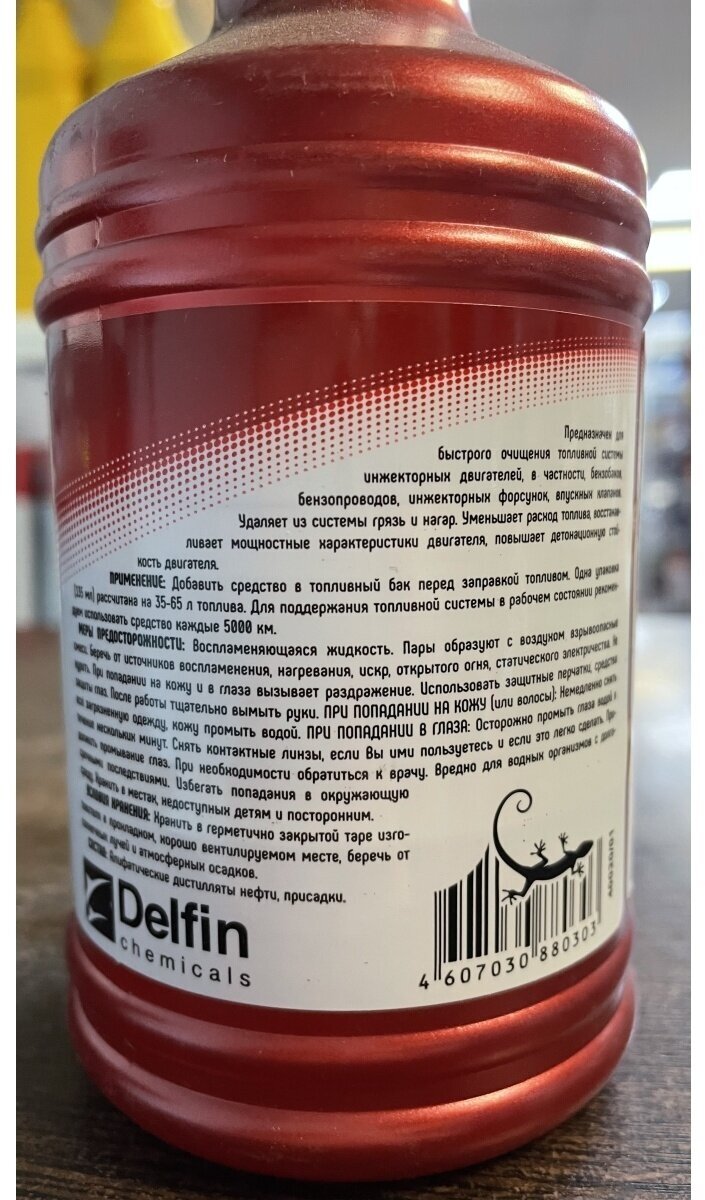 Предназначен для
быстрого очищения топливной системы
инжекторных двигателей, в частности, бензобаков,
бензопроводов, инжекторных форсунок, впускных клапанов.
Удаляет из системы грязь и нагар. Уменьшает расход топлива, восстанав-
ливает мощностные характеристики двигателя, повышает детонационную стой-
кость двигателя.
ПРИМЕНЕНИЕ: Добавить средство в топливный бак перед заправкой топливом. Одна упаковка
(335 мл) рассчитана на 35-65 л топлива. Для поддержания топливной системы в рабочем состоянии рекомен-
дуем использовать средство каждые 5000 км.
МЕРЫ ПРЕДОСТОРОЖНОСТИ: Воспламеняющаяся жидкость. Пары образуют с воздухом взрывоопасные
смеси. Беречь от источников воспламенения, нагревания, искр, открытого огня, статического электричества. Не
курить. При попадании на кожу и в глаза вызывает раздражение. Использовать защитные перчатки, средства
защиты глаз. После работы тщательно вымыть руки. ПРИ ПОПАДАНИИ НА КОЖУ (или волосы): Немедленно снять
всю загрязненную одежду, кожу промыть водой. ПРИ ПОПАДАНИИ В ГЛАЗА: Осторожно промыть глаза водой в
течение нескольких минут. Снять контактные линзы, если Вы ими пользуетесь и если это легко сделать. Про-
должить промывание глаз. При необходимости обратиться к врачу. Вредно для водных организмов с долго-
срочными последствиями. Избегать попадания в окружающую
среду. Хранить в местах, недоступных детям и посторонним.
УСЛОВИЯ ХРАНЕНИЯ: Хранить в герметично закрытой таре изго-
товителя в прохладном, хорошо вентилируемом месте, беречь от
солнечных лучей и атмосферных осадков.
СОСТАВ: Алифатические дистилляты нефти, присадки.
Delfin
chemicals
4 607030 880303